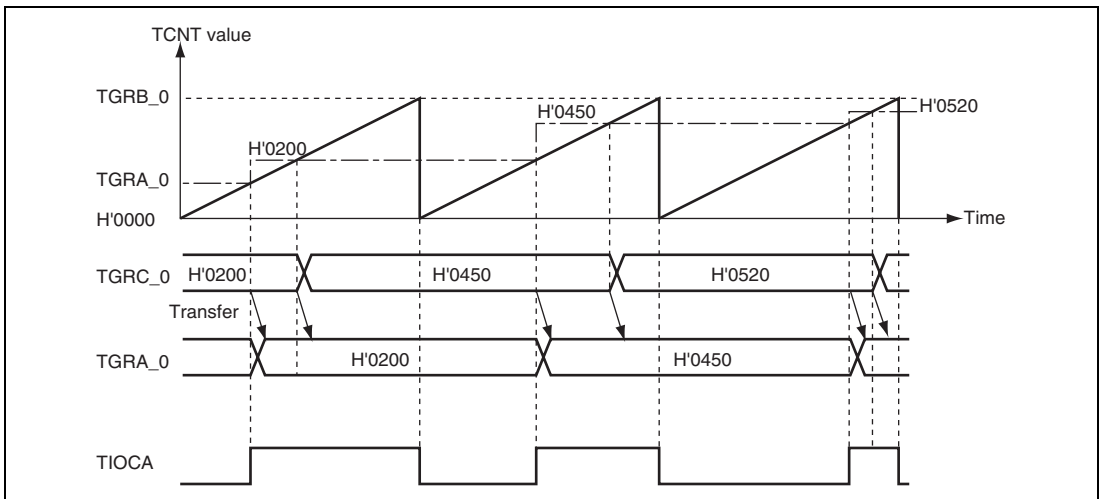 TCNT value
TGRB_0
H'0450
H'0520
H'0200
TGRA_0
H'0000
Time
TGRC_0
H'0200
H'0450
H'0520
Transfer
TGRA_0
H'0200
H'0450
TIOCA